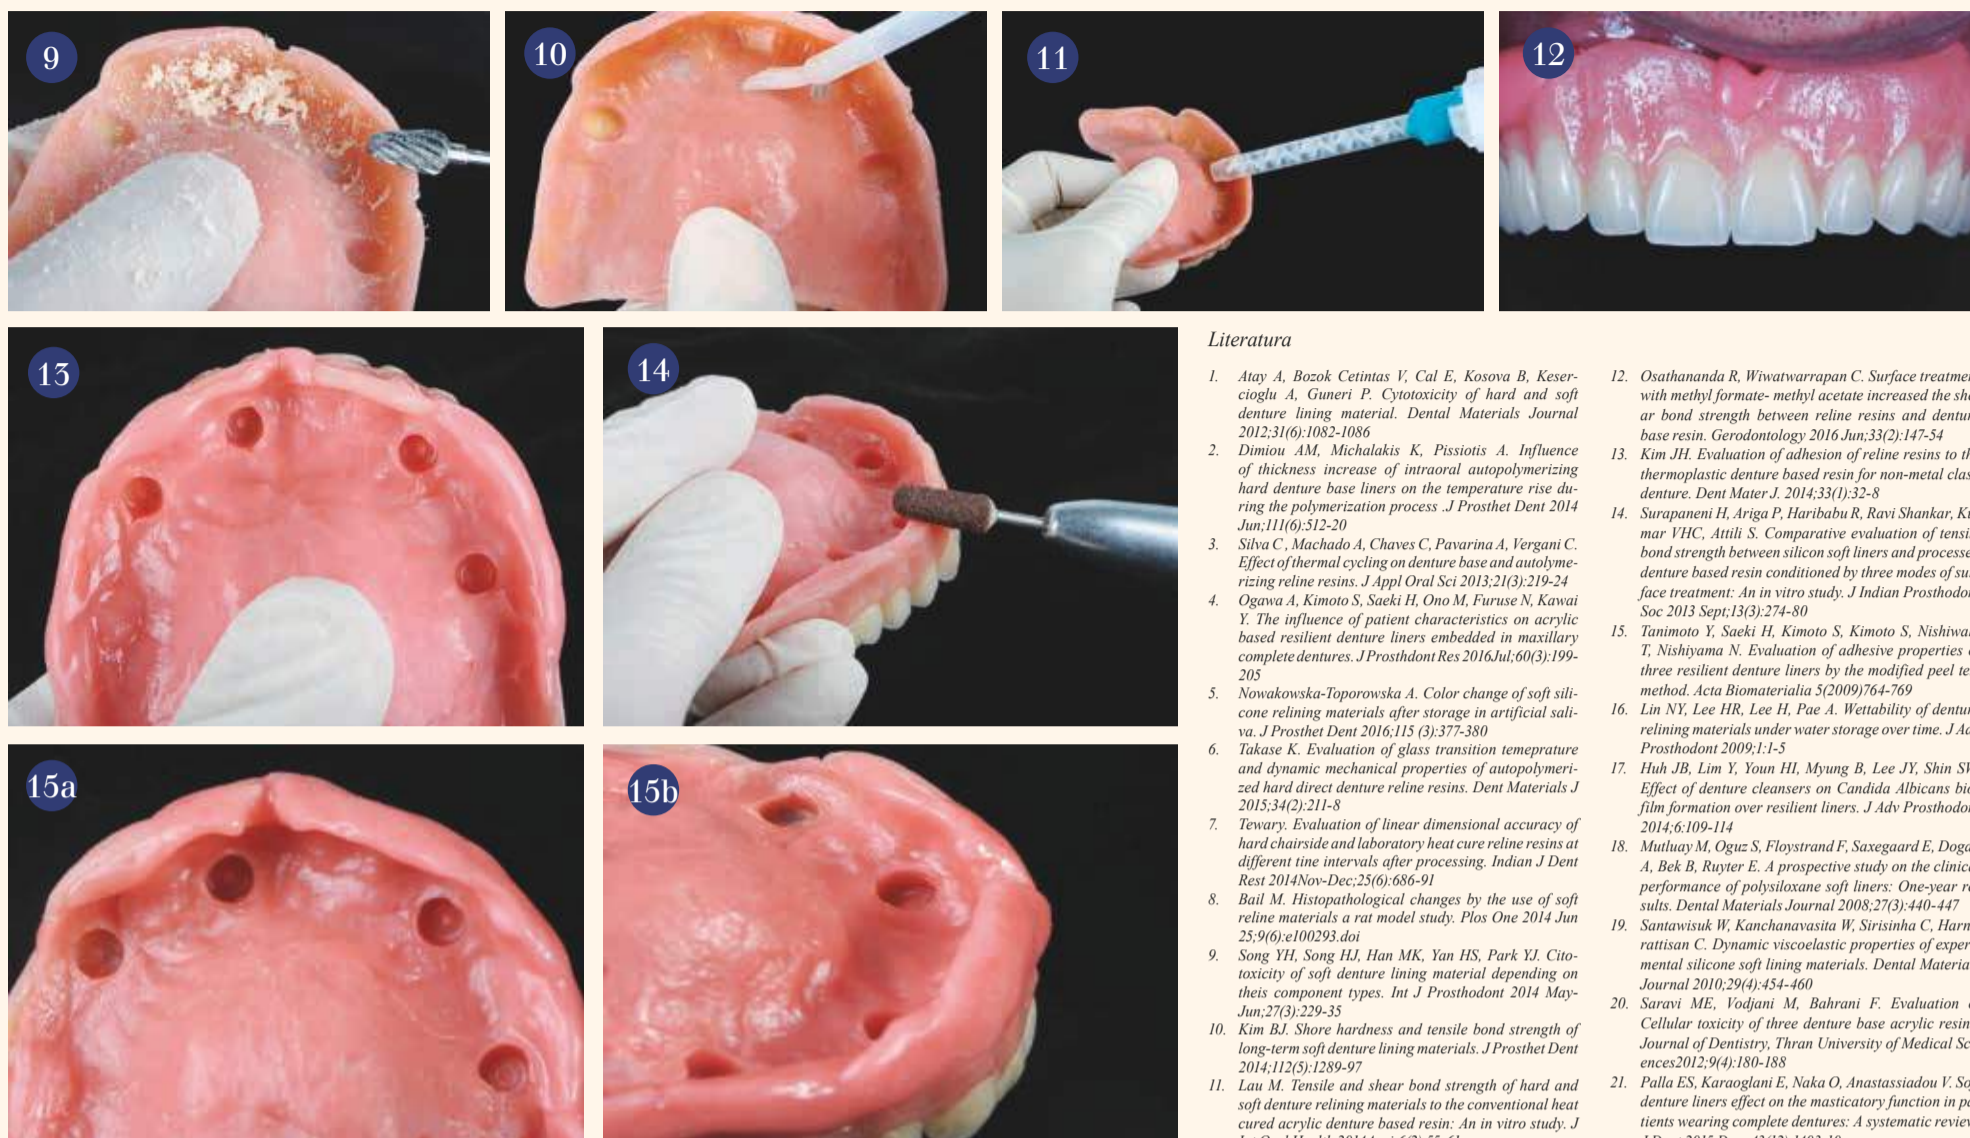 9
10
11
12
13
14
15a
15b
Literatura
1. Atay A, Bozok Cetintas V, Cal E, Kosova B, Keser-
cioglu A, Guneri P. Cytotoxicity of hard and soft
denture lining material. Dental Materials Journal
2012;31(6):1082-1086
2. Dimiou AM, Michalakis K, Pissiotis A. Influence
of thickness increase of intraoral autopolymerizing
hard denture base liners on the temperature rise du-
ring the polymerization process .J Prosthet Dent 2014
Jun;111(6):512-20
3. Silva C , Machado A, Chaves C, Pavarina A, Vergani C.
Effect of thermal cycling on denture base and autolyme-
rizing reline resins. J Appl Oral Sci 2013;21(3):219-24
4. Ogawa A, Kimoto S, Saeki H, Ono M, Furuse N, Kawai
Y. The influence of patient characteristics on acrylic
based resilient denture liners embedded in maxillary
complete dentures. J Prosthdont Res 2016Jul;60(3):199-
205
5. Nowakowska-Toporowska A. Color change of soft sili-
cone relining materials after storage in artificial sali-
va. J Prosthet Dent 2016;115 (3):377-380
6. Takase K. Evaluation of glass transition temeprature
and dynamic mechanical properties of autopolymeri-
zed hard direct denture reline resins. Dent Materials J
2015;34(2):211-8
7. Tewary. Evaluation of linear dimensional accuracy of
hard chairside and laboratory heat cure reline resins at
different tine intervals after processing. Indian J Dent
Rest 2014Nov-Dec;25(6):686-91
8. Bail M. Histopathological changes by the use of soft
reline materials a rat model study. Plos One 2014 Jun
25;9(6):e100293.doi
9. Song YH, Song HJ, Han MK, Yan HS, Park YJ. Cito-
toxicity of soft denture lining material depending on
theis component types. Int J Prosthodont 2014 May-
Jun;27(3):229-35
10. Kim BJ. Shore hardness and tensile bond strength of
long-term soft denture lining materials. J Prosthet Dent
2014;112(5):1289-97
11. Lau M. Tensile and shear bond strength of hard and
soft denture relining materials to the conventional heat
cured acrylic denture based resin: An in vitro study. J
12. Osathananda R, Wiwatwarrapan C. Surface treatme
with methyl formate- methyl acetate increased the she
ar bond strength between reline resins and dentur
base resin. Gerodontology 2016 Jun;33(2):147-54
13. Kim JH. Evaluation of adhesion of reline resins to th
thermoplastic denture based resin for non-metal clas
denture. Dent Mater J. 2014;33(1):32-8
14. Surapaneni H, Ariga P, Haribabu R, Ravi Shankar, Ku
mar VHC, Attili S. Comparative evaluation of tensil
bond strength between silicon soft liners and processe
denture based resin conditioned by three modes of sur
face treatment: An in vitro study. J Indian Prosthodon
Soc 2013 Sept;13(3):274-80
15. Tanimoto Y, Saeki H, Kimoto S, Kimoto S, Nishiwak
T, Nishiyama N. Evaluation of adhesive properties o
three resilient denture liners by the modified peel te
method. Acta Biomaterialia 5(2009)764-769
16. Lin NY, Lee HR, Lee H, Pae A. Wettability of dentur
relining materials under water storage over time. J Ad
Prosthodont 2009;1:1-5
17. Huh JB, Lim Y, Youn HI, Myung B, Lee JY, Shin SW
Effect of denture cleansers on Candida Albicans bio
film formation over resilient liners. J Adv Prosthodon
2014;6:109-114
18. Mutluay M, Oguz S, Floystrand F, Saxegaard E, Doga
A, Bek B, Ruyter E. A prospective study on the clinica
performance of polysiloxane soft liners: One-year re
sults. Dental Materials Journal 2008;27(3):440-447
19. Santawisuk W, Kanchanavasita W, Sirisinha C, Harn
rattisan C. Dynamic viscoelastic properties of exper
mental silicone soft lining materials. Dental Material
Journal 2010;29(4):454-460
20. Saravi ME, Vodjani M, Bahrani F. Evaluation o
Cellular toxicity of three denture base acrylic resin
Journal of Dentistry, Thran University of Medical Sc
ences2012;9(4):180-188
21. Palla ES, Karaoglani E, Naka O, Anastassiadou V. So
denture liners effect on the masticatory function in pa
tients wearing complete dentures: A systematic review